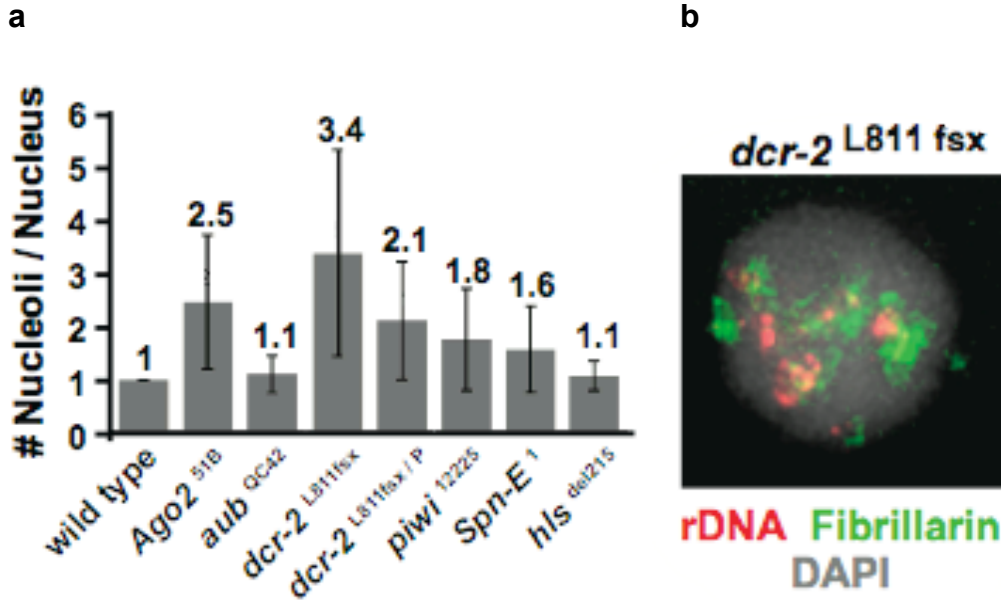 a
b
# Nucleoli / Nucleus
6
5
4
3
2
1
0
1
2.5
1.1
3.4
2.1
1.8
1.6
1.1
wild type
Ago2 51B
aub QC42
dcr-2 L811fsx
dcr-2 L811fsx / P
piwi 12225
Spn-E 1
hls del215
dcr-2 L811 fsx
rDNA Fibrillarin
DAPI